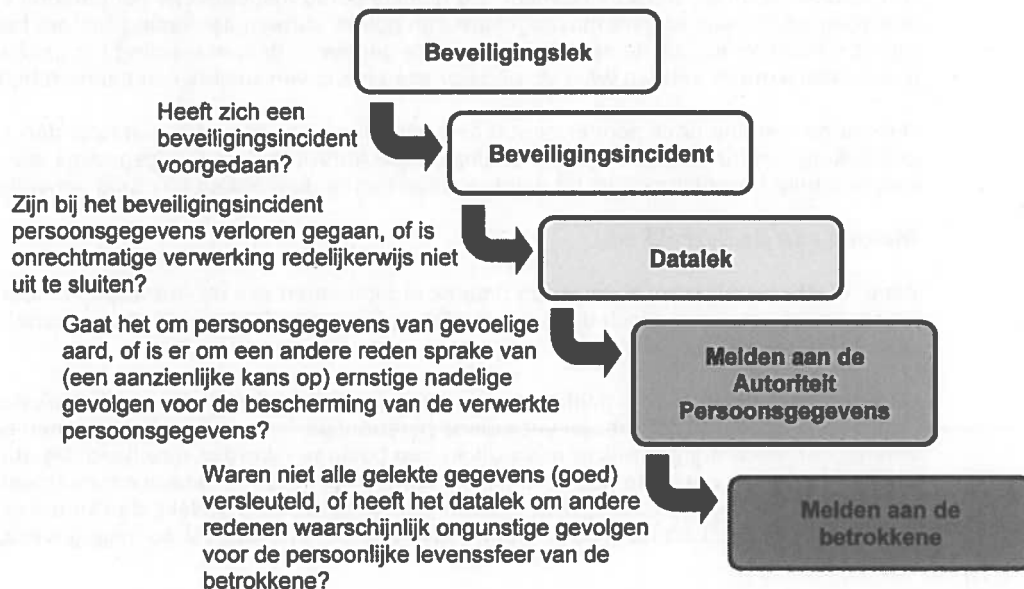 Beveiligingslek
Heeft zich een
beveiligingsincident
voorgedaan?
Beveiligingsincident
Zijn bij het beveiligingsincident
persoonsgegevens verloren gegaan, of is
onrechtmatige verwerking redelijkerwijs niet
uit te sluiten?
Datalek
Gaat het om persoonsgegevens van gevoelige
aard, of is er om een andere reden sprake van
(een aanzienlijke kans op) ernstige nadelige
gevolgen voor de bescherming van de verwerkte
persoonsgegevens?
Melden aan de
Autoriteit
Persoonsgegevens
Waren niet alle gelekte gegevens (goed)
versleuteld, of heeft het datalek om andere
redenen waarschijnlijk ongunstige gevolgen
voor de persoonlijke levenssfeer van de
betrokkene?
Melden aan de
betrokkene